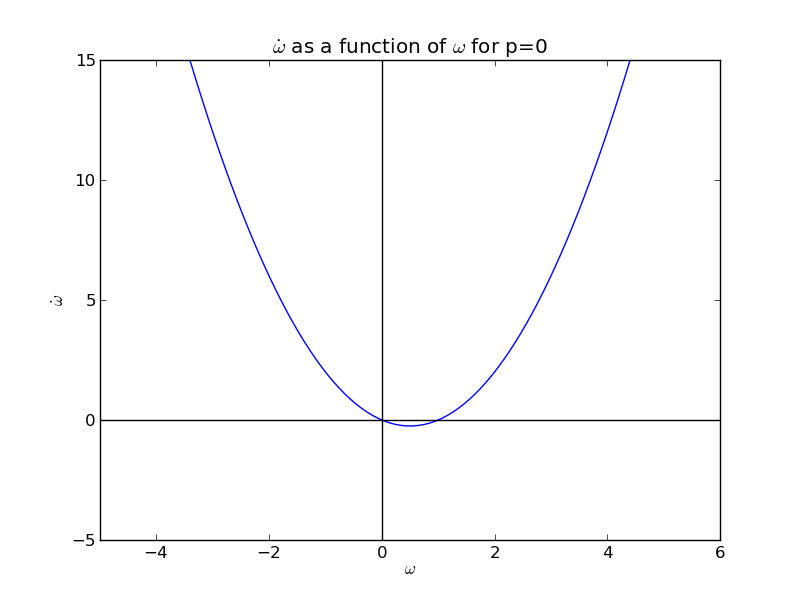 ω̇ as a function of ω for p=0
15
10
5
0
−5
ω̇
−4 −2 0 2 4 6
ω